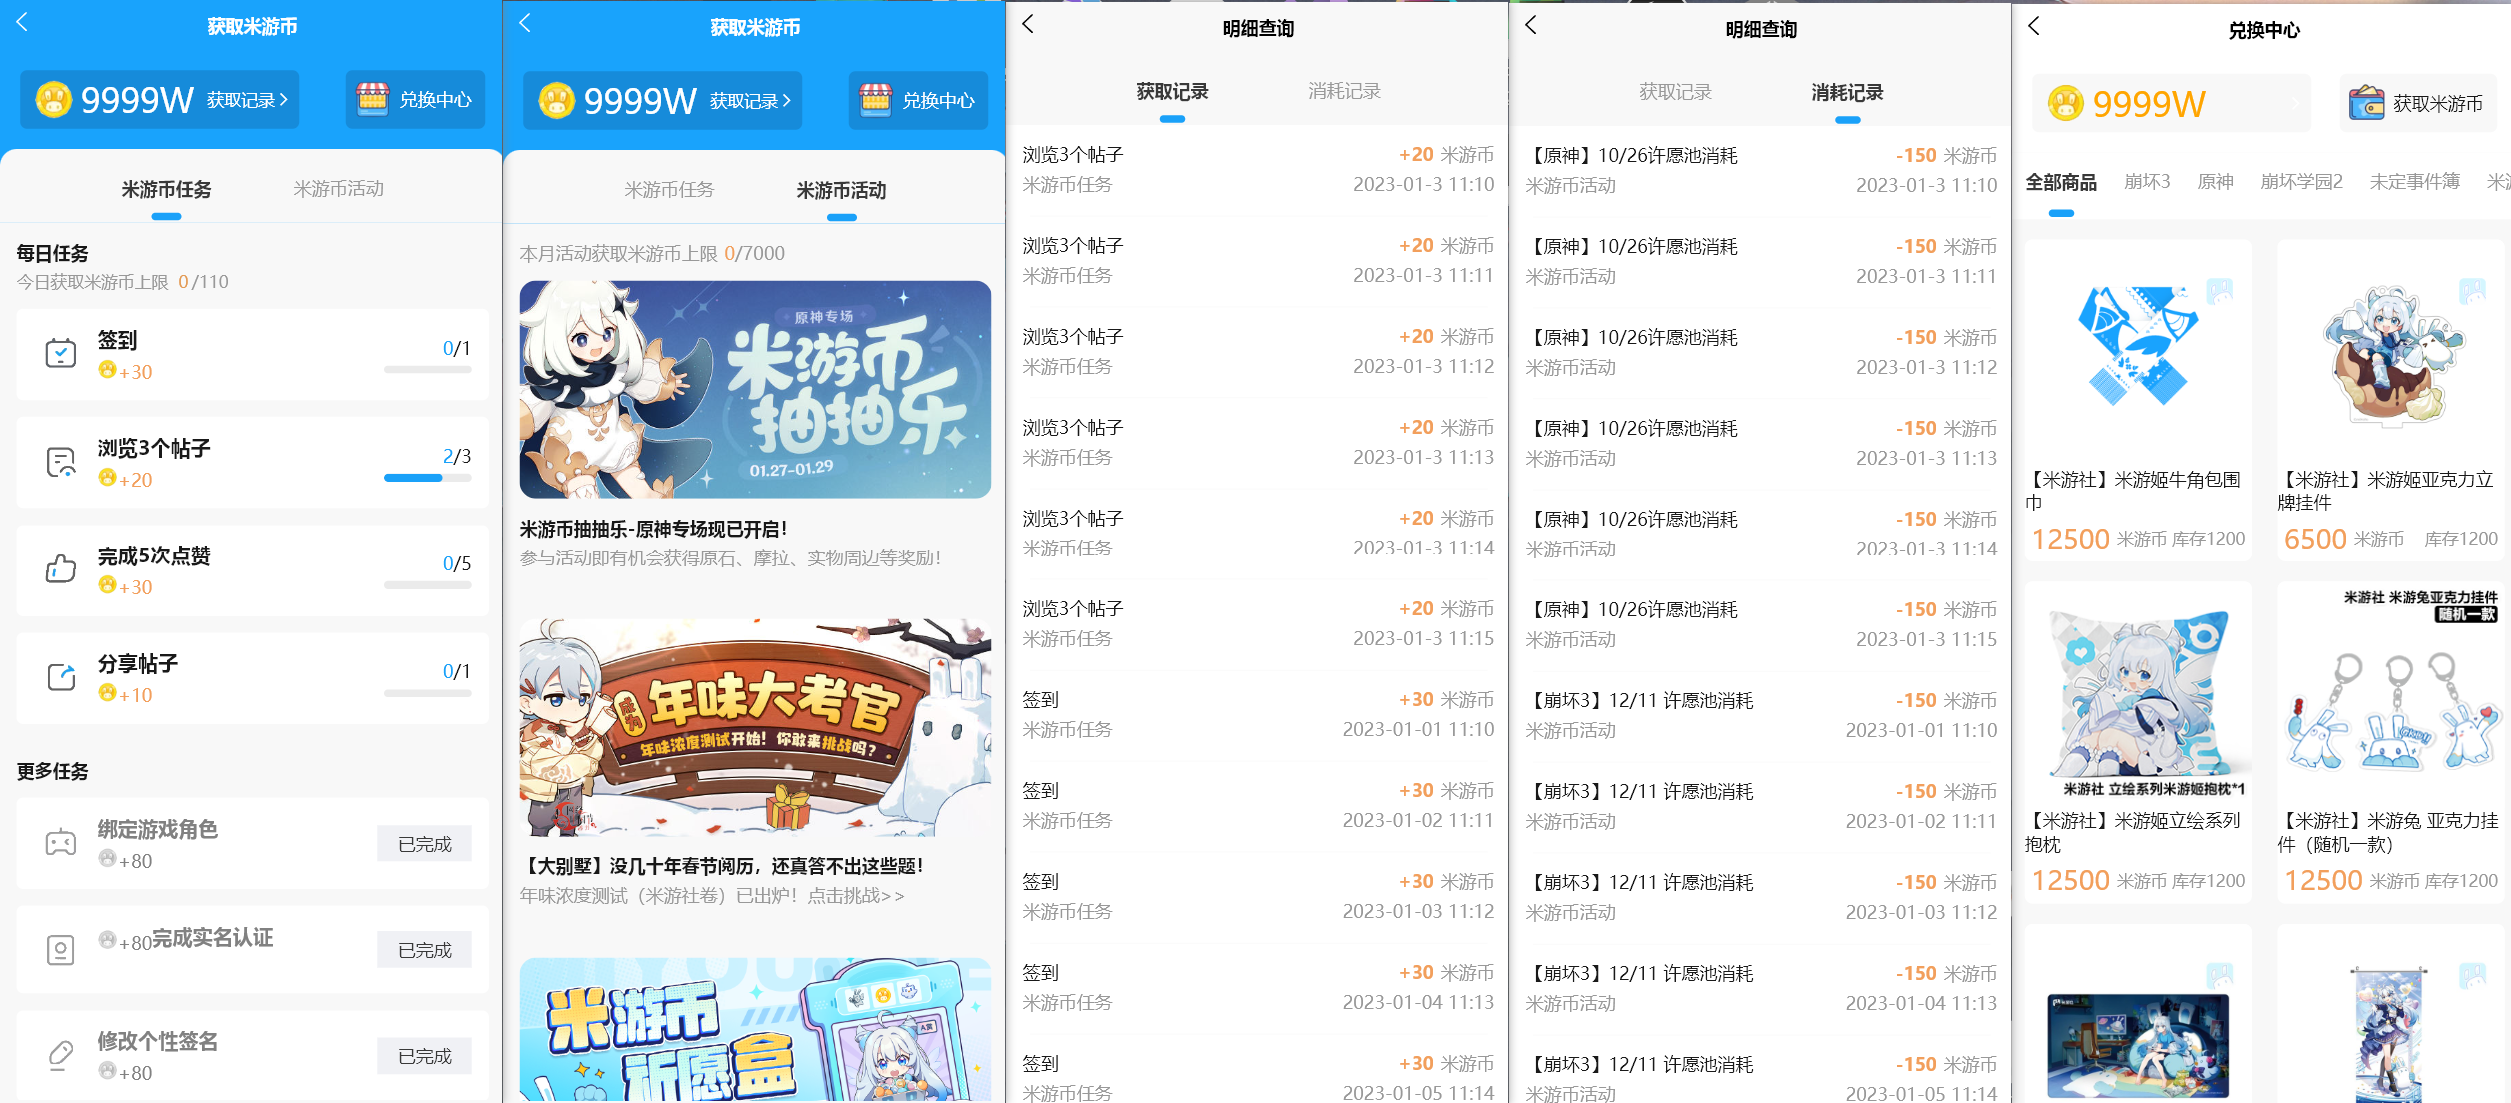 获取米游币
9999W 获取记录
兑换中心
米游币任务 米游币活动
每日任务
今日获取米游币上限 0/110
签到
+30
0/1
浏览3个帖子
+20
2/3
完成5次点赞
+30
0/5
分享帖子
+10
0/1
更多任务
绑定游戏角色
+80
已完成
+80完成实名认证
已完成
修改个性签名
+80
已完成
获取米游币
9999W 获取记录
兑换中心
米游币任务 米游币活动
本月活动获取米游币上限 0/7000
原神专场
米游币
抽抽乐
01.27-01.29
米游币抽抽乐-原神专场现已开启!
参与活动即有机会获得原石、摩拉、实物周边等奖励!
成为
年味大考官
年味浓度测试开始！你敢来挑战吗?
【大别墅】没几十年春节阅历，还真答不出这些题!
年味浓度测试（米游社卷）已出炉！点击挑战>>
米游币
祈愿盒
A赏
明细查询
获取记录 消耗记录
浏览3个帖子 +20 米游币
米游币任务 2023-01-3 11:10
浏览3个帖子 +20 米游币
米游币任务 2023-01-3 11:11
浏览3个帖子 +20 米游币
米游币任务 2023-01-3 11:12
浏览3个帖子 +20 米游币
米游币任务 2023-01-3 11:13
浏览3个帖子 +20 米游币
米游币任务 2023-01-3 11:14
浏览3个帖子 +20 米游币
米游币任务 2023-01-3 11:15
签到 +30 米游币
米游币任务 2023-01-01 11:10
签到 +30 米游币
米游币任务 2023-01-02 11:11
签到 +30 米游币
米游币任务 2023-01-03 11:12
签到 +30 米游币
米游币任务 2023-01-04 11:13
签到 +30 米游币
米游币任务 2023-01-05 11:14
明细查询
获取记录 消耗记录
【原神】10/26许愿池消耗 -150 米游币
米游币活动 2023-01-3 11:10
【原神】10/26许愿池消耗 -150 米游币
米游币活动 2023-01-3 11:11
【原神】10/26许愿池消耗 -150 米游币
米游币活动 2023-01-3 11:12
【原神】10/26许愿池消耗 -150 米游币
米游币活动 2023-01-3 11:13
【原神】10/26许愿池消耗 -150 米游币
米游币活动 2023-01-3 11:14
【原神】10/26许愿池消耗 -150 米游币
米游币活动 2023-01-3 11:15
【崩坏3】12/11 许愿池消耗 -150 米游币
米游币活动 2023-01-01 11:10
【崩坏3】12/11 许愿池消耗 -150 米游币
米游币活动 2023-01-02 11:11
【崩坏3】12/11 许愿池消耗 -150 米游币
米游币活动 2023-01-03 11:12
【崩坏3】12/11 许愿池消耗 -150 米游币
米游币活动 2023-01-04 11:13
【崩坏3】12/11 许愿池消耗 -150 米游币
米游币活动 2023-01-05 11:14
兑换中心
9999W
获取米游币
全部商品 崩坏3 原神 崩坏学园2 未定事件簿 米
【米游社】米游姬牛角包围
巾
12500 米游币 库存1200
【米游社】米游姬亚克力立
牌挂件
6500 米游币 库存1200
米游社 立绘系列米游姬抱枕*1
【米游社】米游姬立绘系列
抱枕
12500 米游币 库存1200
米游社 米游兔亚克力挂件
随机一款
【米游社】米游兔 亚克力挂
件（随机一款）
12500 米游币 库存1200